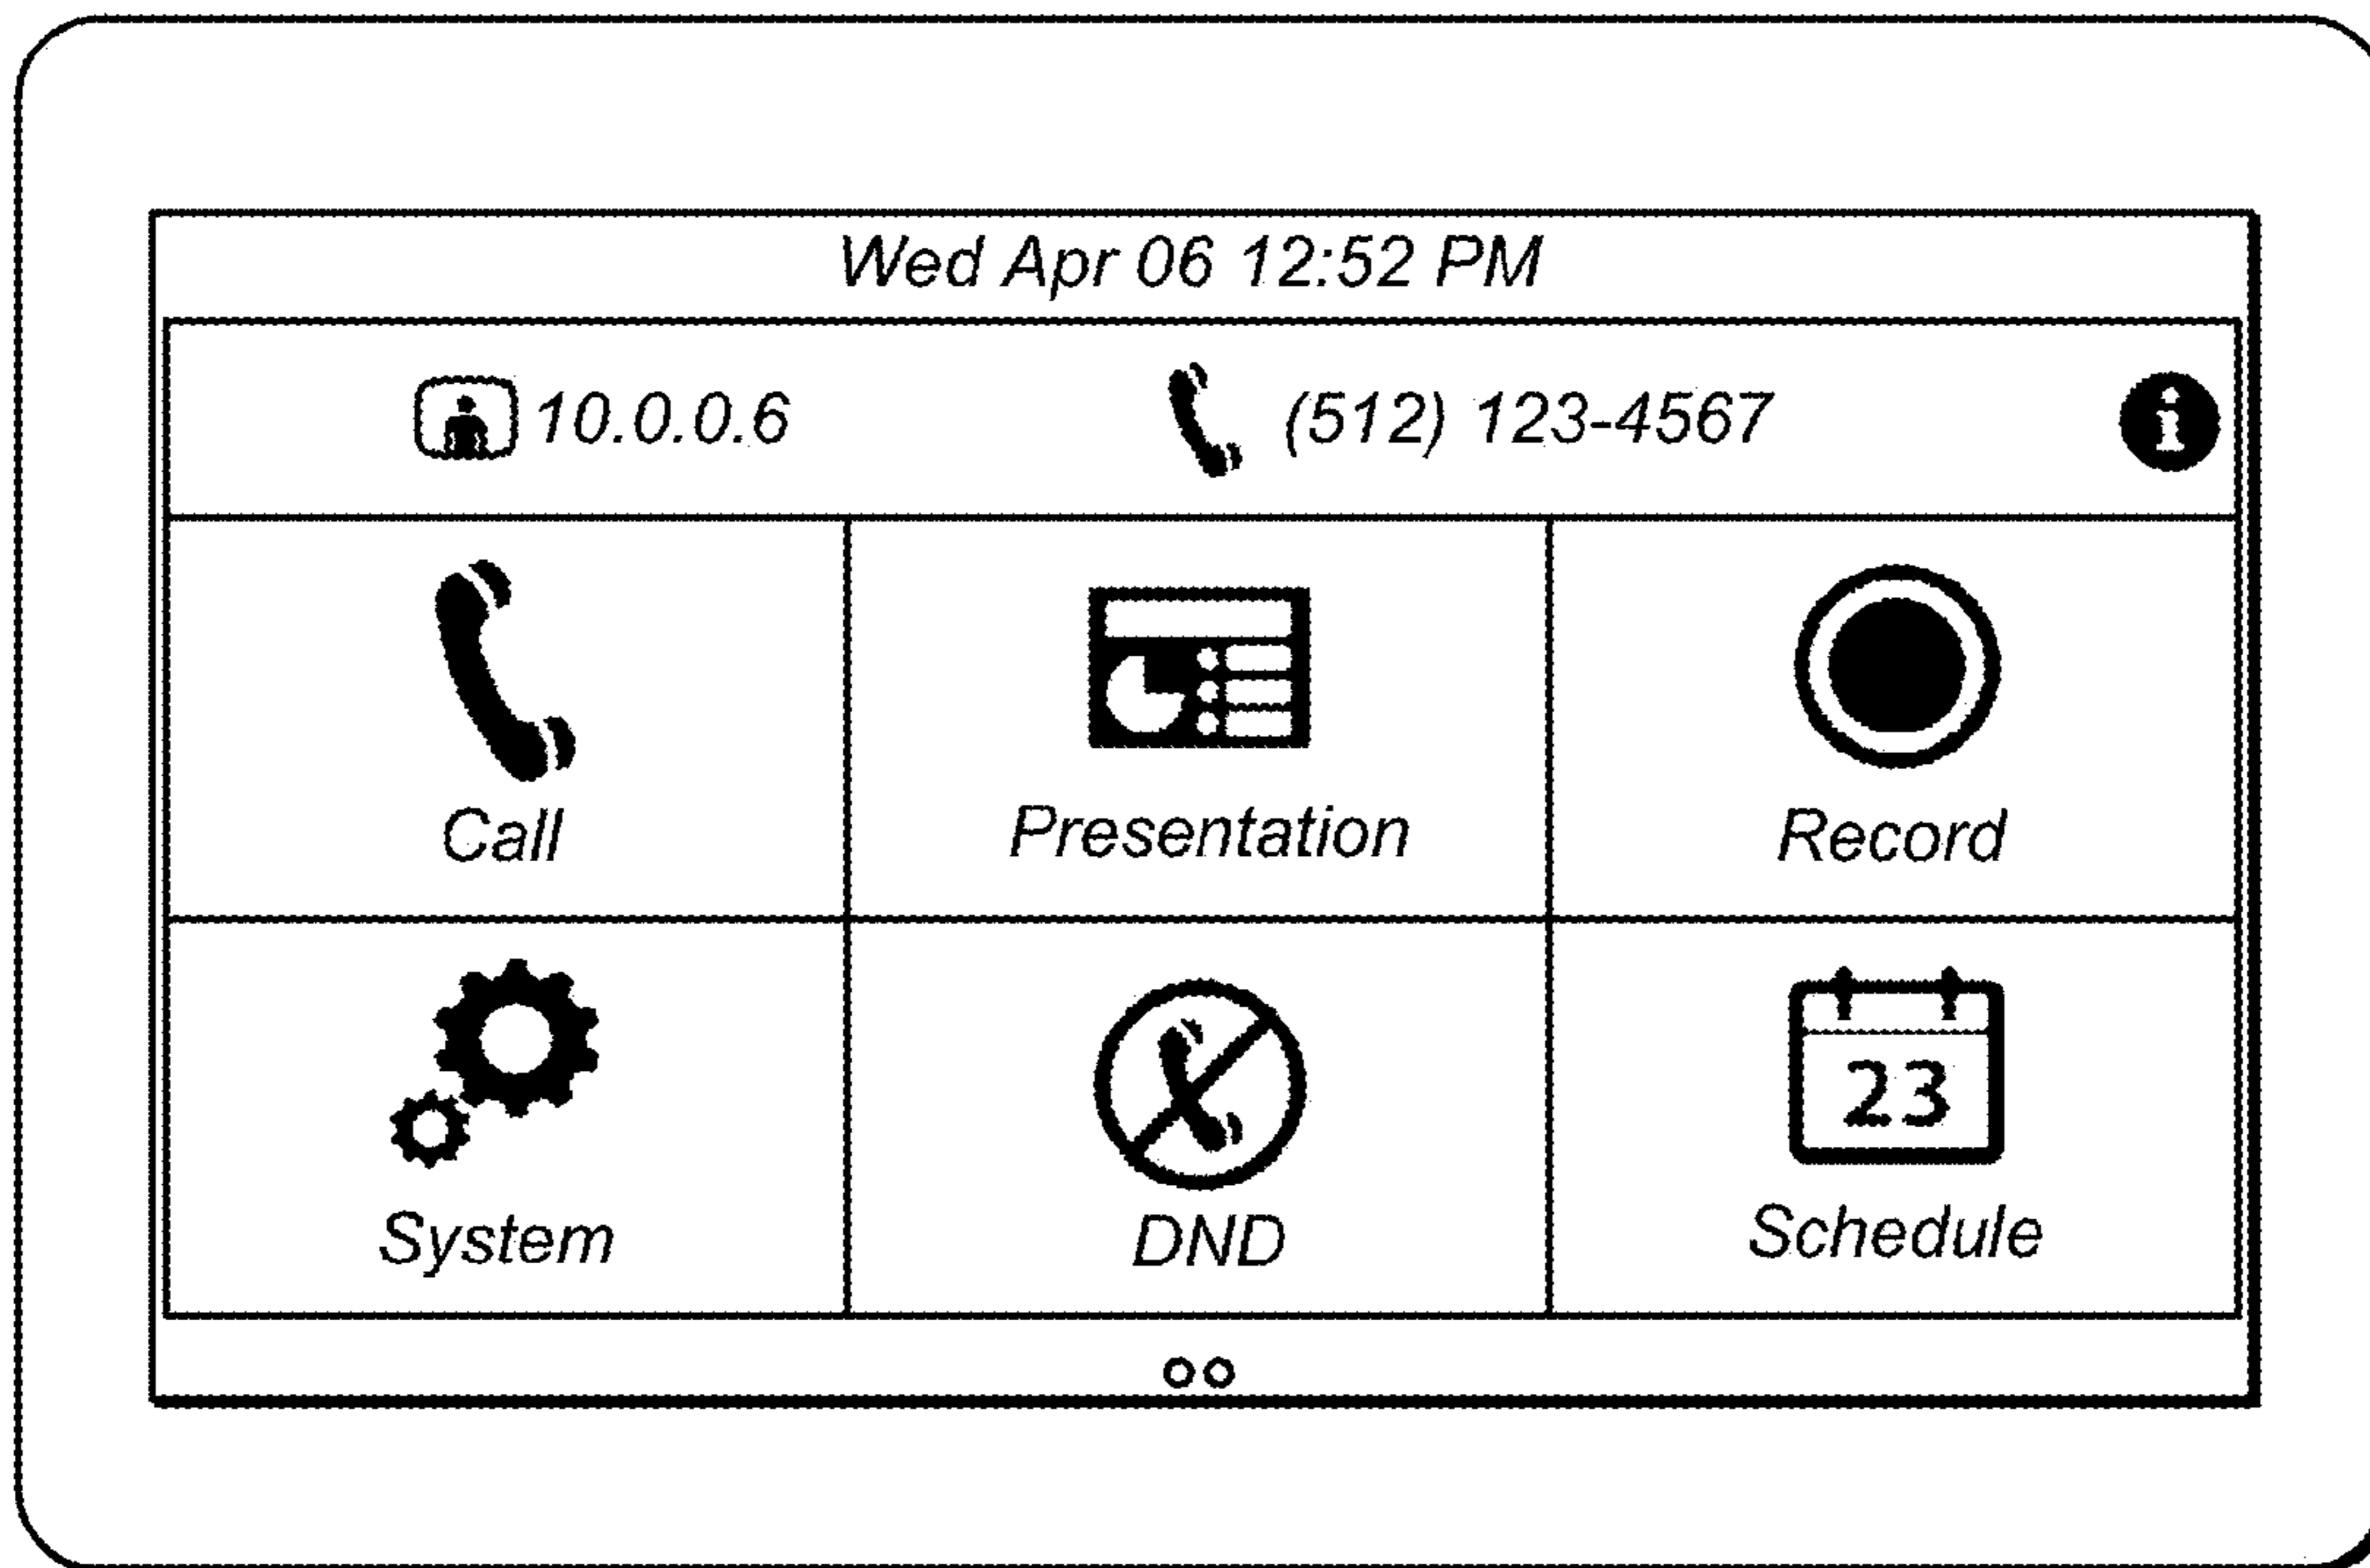 Wed Apr 06 12:52 PM
10.0.0.6 (512) 123-4567 i
Call Presentation Record
23
System DND Schedule